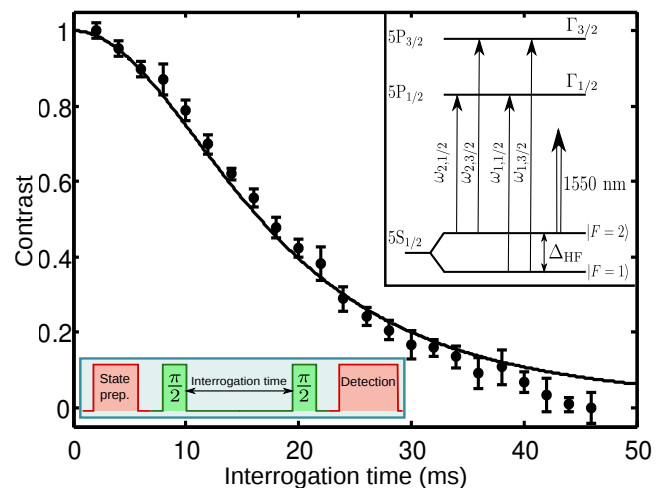 1
0.8
0.6
0.4
0.2
0
0 10 20 30 40 50
Contrast
Interrogation time (ms)
5P3/2
Γ3/2
5P1/2
Γ1/2
ω2,1/2
ω2,3/2
ω1,1/2
ω1,3/2
1550 nm
5S1/2
|F = 2⟩
ΔHF
|F = 1⟩
State
prep.
π/2
Interrogation time
π/2
Detection